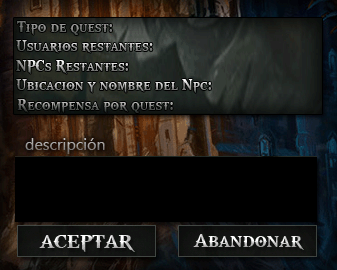 Tipo de quest:
Usuarios restantes:
NPCs Restantes:
Ubicacion y nombre del Npc:
Recompensa por quest:
descripción
ACEPTAR
ABANDONAR